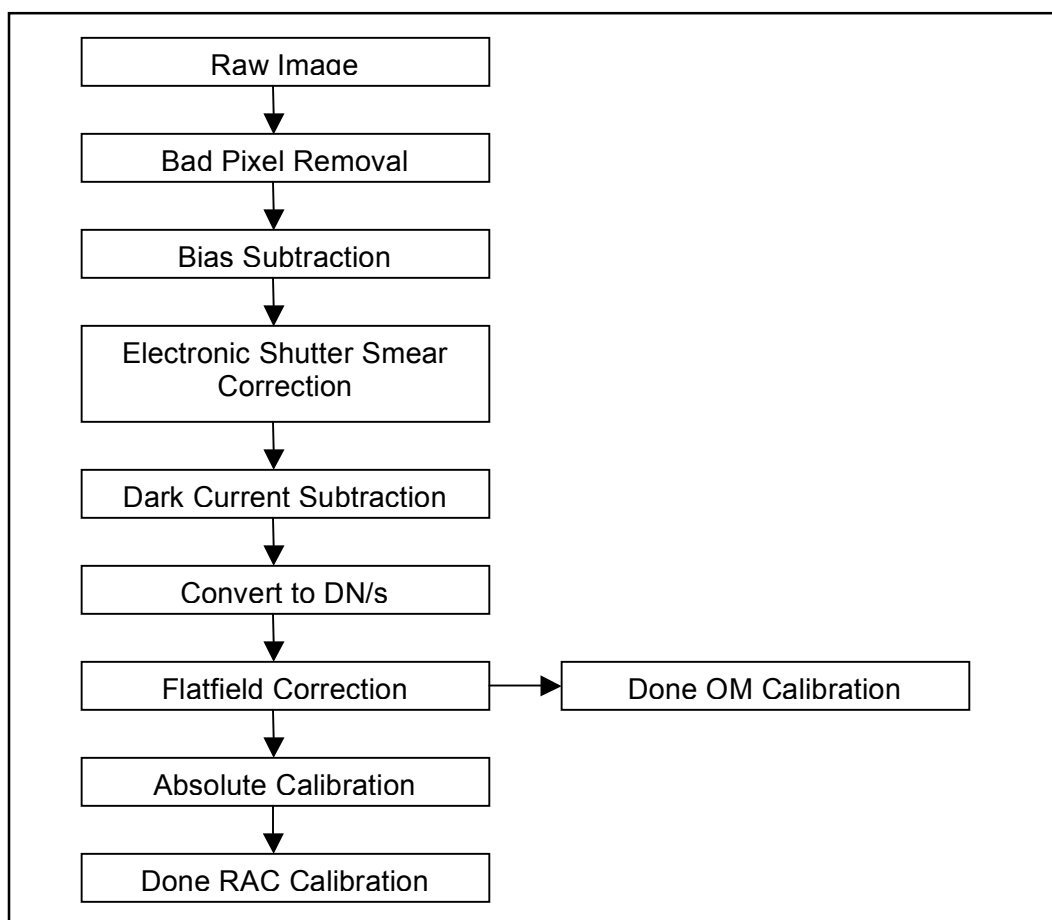 Raw Image
Bad Pixel Removal
Bias Subtraction
Electronic Shutter Smear
Correction
Dark Current Subtraction
Convert to DN/s
Flatfield Correction
Done OM Calibration
Absolute Calibration
Done RAC Calibration